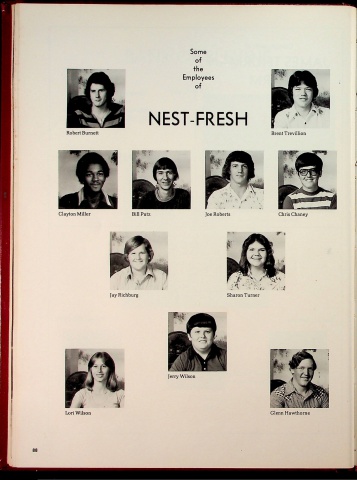 Some
of
the
Employees
of
NEST-FRESH
Robert Burnett
Brent Trevillion
Clayton Miller
Bill Putz
Joe Roberts
Chris Chaney
Jay Richburg
Sharon Turner
Jerry Wilson
Lori Wilson
Glenn Hawthorne
88